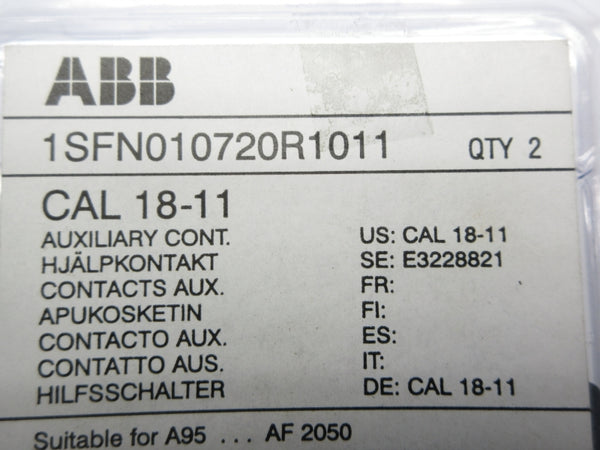 ABB
1SFN010720R1011 QTY 2
CAL 18-11
AUXILIARY CONT. US: CAL 18-11
HJÄLPKONTAKT SE: E3228821
CONTACTS AUX. FR:
APUKOSKETIN FI:
CONTACTO AUX. ES:
CONTATTO AUS. IT:
HILFSSCHALTER DE: CAL 18-11
Suitable for A95 ... AF 2050